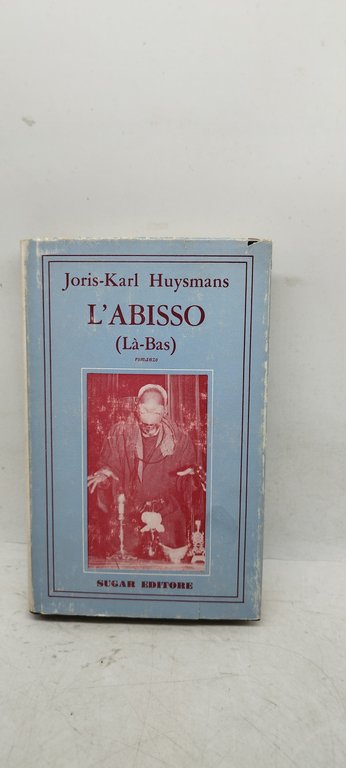 Joris-Karl Huysmans
L'ABISSO
(Là-Bas)
romanzo
SUGAR EDITORE